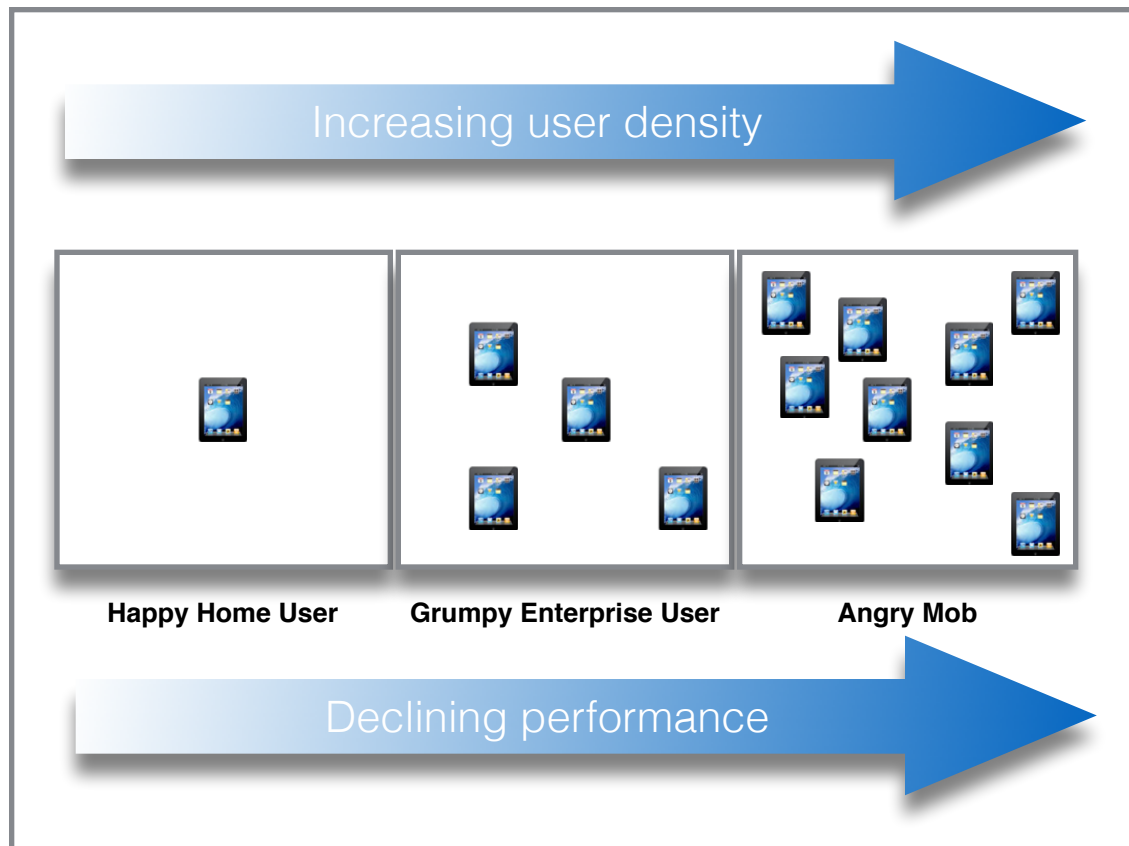 Increasing user density
Happy Home User
Grumpy Enterprise User
Angry Mob
Declining performance